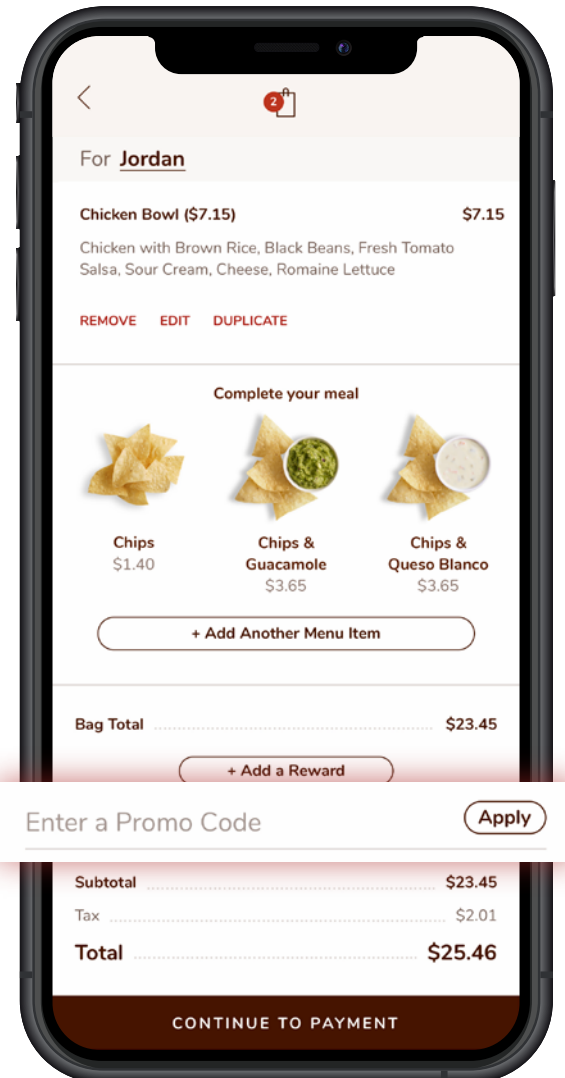 2
For Jordan
Chicken Bowl ($7.15) $7.15
Chicken with Brown Rice, Black Beans, Fresh Tomato
Salsa, Sour Cream, Cheese, Romaine Lettuce
REMOVE EDIT DUPLICATE
Complete your meal
Chips
$1.40
Chips &
Guacamole
$3.65
Chips &
Queso Blanco
$3.65
+ Add Another Menu Item
Bag Total $23.45
+ Add a Reward
Enter a Promo Code Apply
Subtotal $23.45
Tax $2.01
Total $25.46
CONTINUE TO PAYMENT